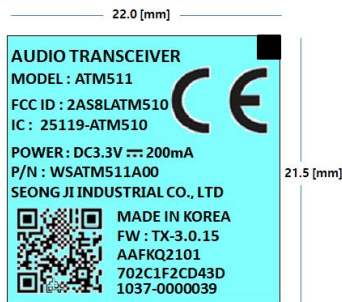 22.0 [mm]
AUDIO TRANSCEIVER
MODEL : ATM511
FCC ID : 2AS8LATM510
IC : 25119-ATM510
CE
POWER : DC3.3V ⎓ 200mA
P/N : WSATM511A00
SEONG JI INDUSTRIAL CO., LTD
21.5 [mm]
MADE IN KOREA
FW : TX-3.0.15
AAFKQ2101
702C1F2CD43D
1037-0000039